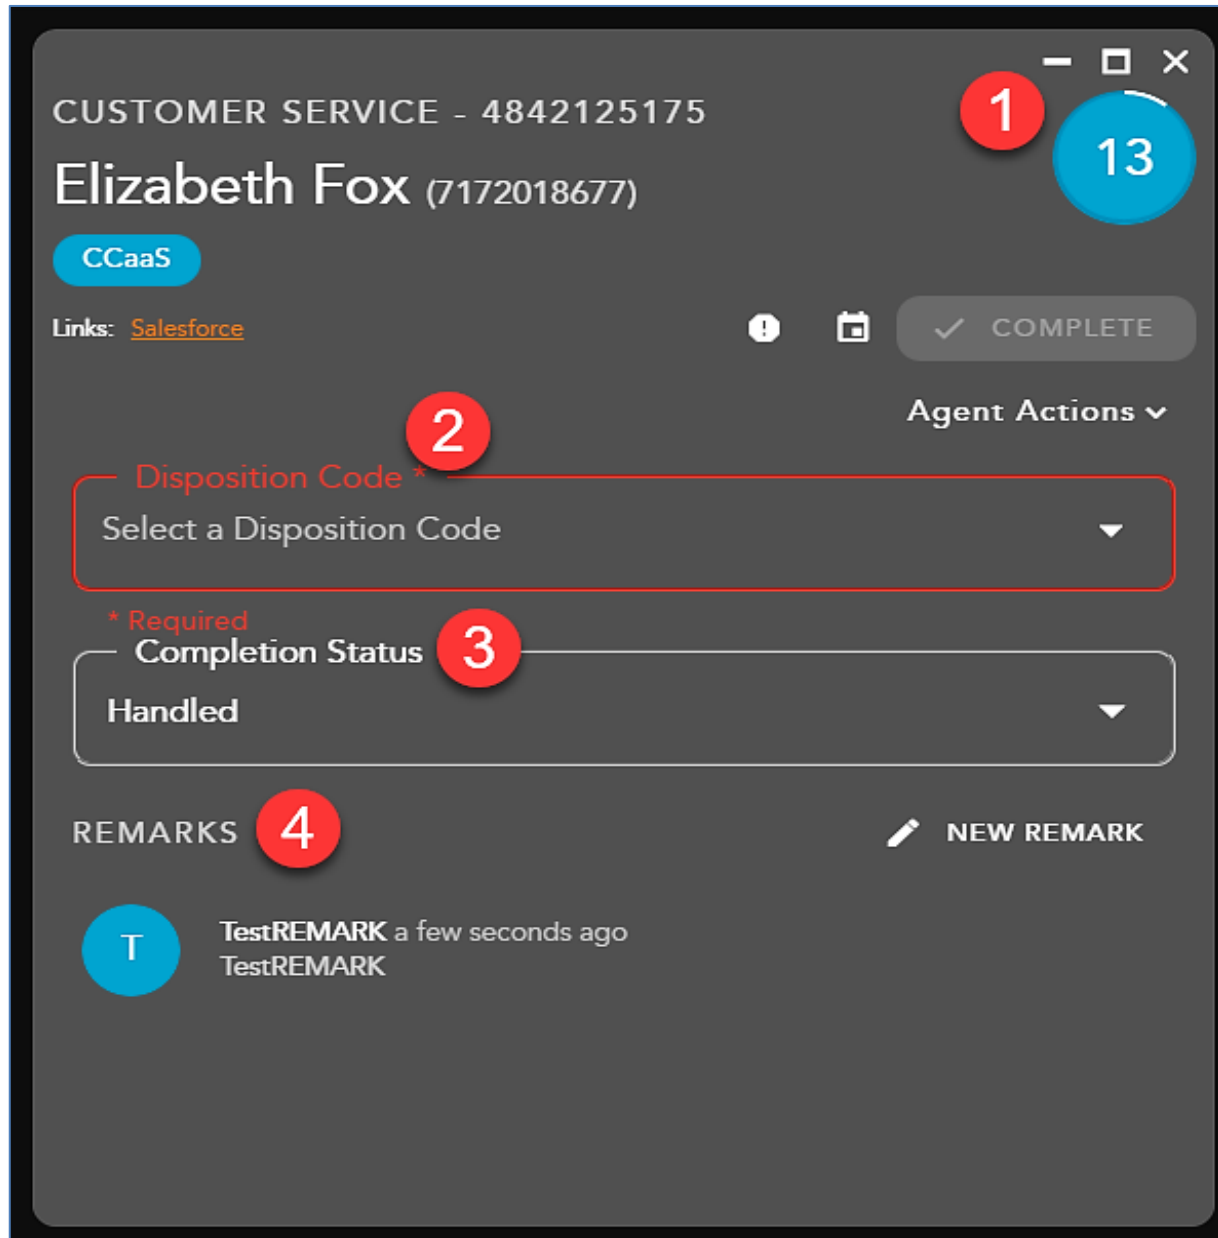 1
CUSTOMER SERVICE - 4842125175
13
Elizabeth Fox (7172018677)
CCaaS
Links: Salesforce
COMPLETE
Agent Actions
2
Disposition Code *
Select a Disposition Code
* Required
Completion Status
3
Handled
REMARKS
4
NEW REMARK
T
TestREMARK a few seconds ago
TestREMARK